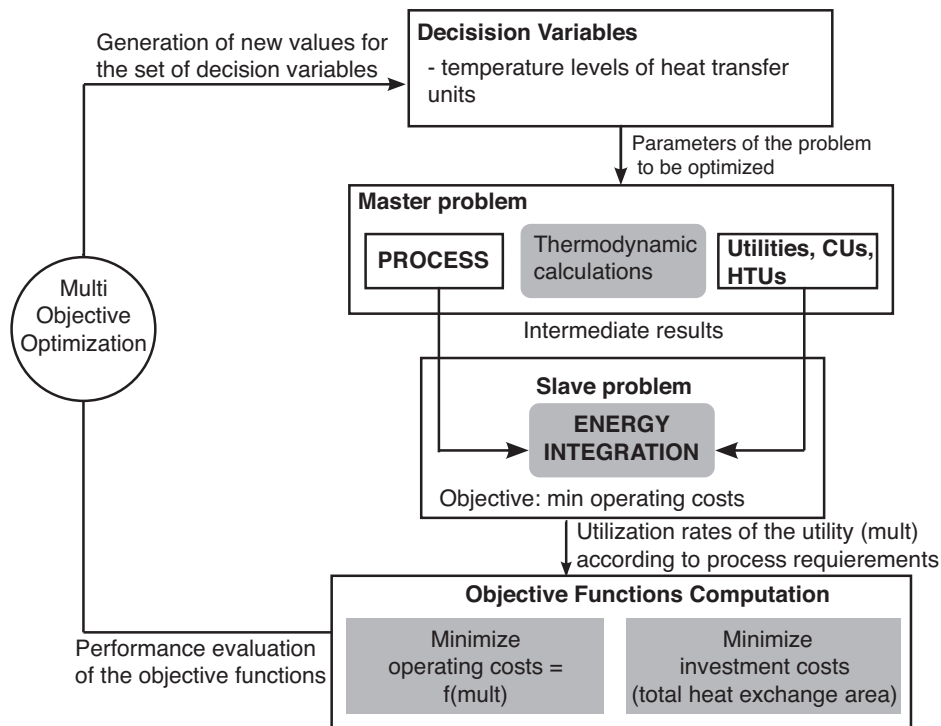 Generation of new values for
the set of decision variables
Decisision Variables
- temperature levels of heat transfer
units
Parameters of the problem
to be optimized
Master problem
PROCESS
Thermodynamic
calculations
Utilities, CUs,
HTUs
Intermediate results
Multi
Objective
Optimization
Slave problem
ENERGY
INTEGRATION
Objective: min operating costs
Utilization rates of the utility (mult)
according to process requierements
Objective Functions Computation
Minimize
operating costs =
f(mult)
Minimize
investment costs
(total heat exchange area)
Performance evaluation
of the objective functions